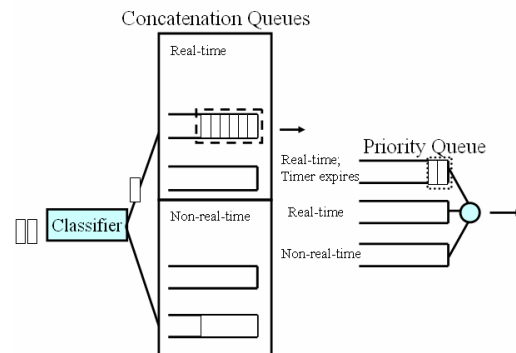 Concatenation Queues
Real-time
Priority Queue
Real-time;
Timer expires
Classifier
Non-real-time
Real-time
Non-real-time